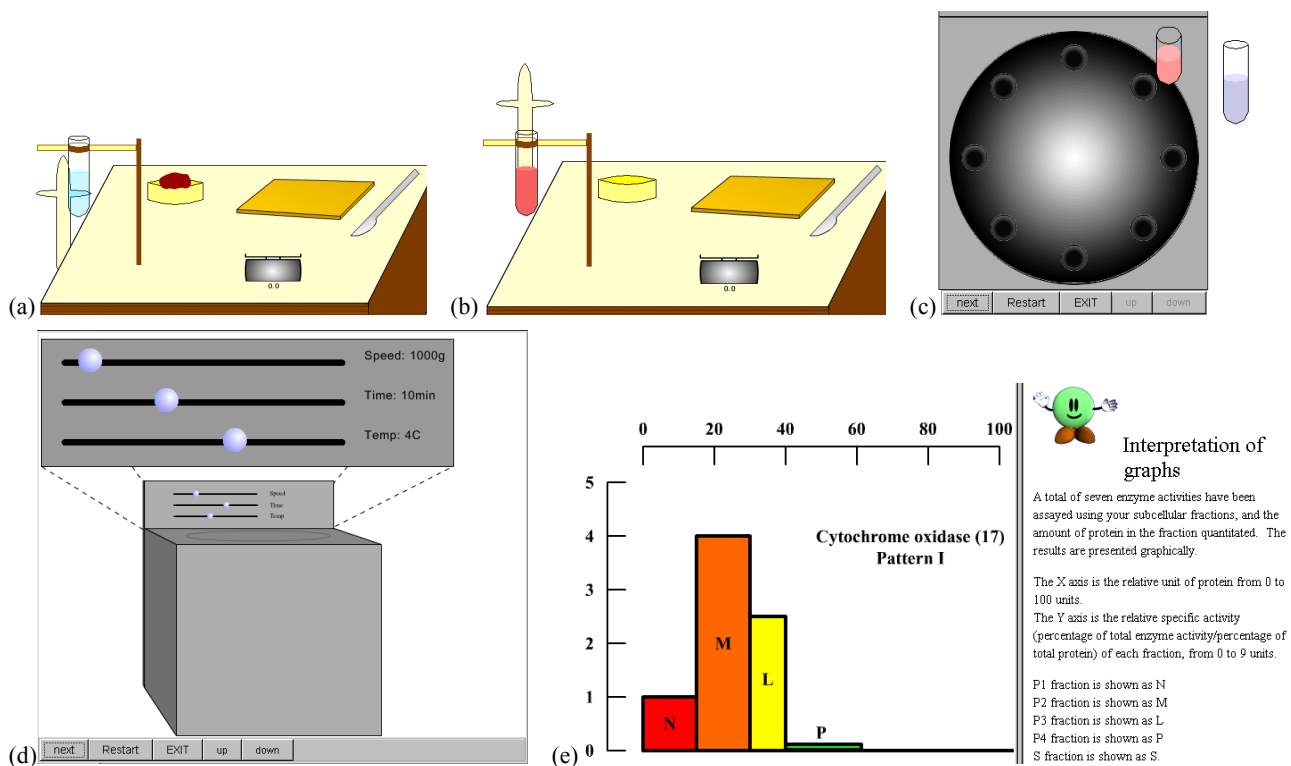 0.0
(a)
0.0
(b)
next Restart EXIT up down
(c)
Speed: 1000g
Time: 10min
Temp: 4C
Speed
Time
Temp
next Restart EXIT up down
(d)
0 20 40 60 80 100
5
4
3
2
1
0
Cytochrome oxidase (17)
Pattern I
N
M
L
P
(e)
Interpretation of
graphs
A total of seven enzyme activities have been
assayed using your subcellular fractions, and the
amount of protein in the fraction quantitated. The
results are presented graphically.
The X axis is the relative unit of protein from 0 to
100 units.
The Y axis is the relative specific activity
(percentage of total enzyme activity/percentage of
total protein) of each fraction, from 0 to 9 units.
P1 fraction is shown as N
P2 fraction is shown as M
P3 fraction is shown as L
P4 fraction is shown as P
S fraction is shown as S.